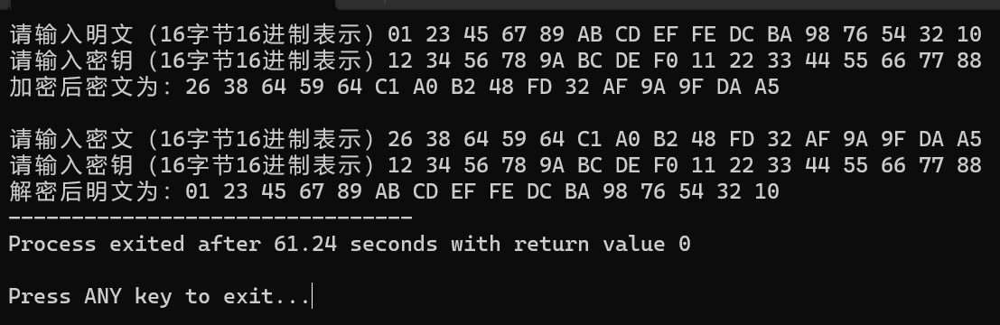 请输入明文（16字节16进制表示）01 23 45 67 89 AB CD EF FE DC BA 98 76 54 32 10
请输入密钥（16字节16进制表示）12 34 56 78 9A BC DE F0 11 22 33 44 55 66 77 88
加密后密文为：26 38 64 59 64 C1 A0 B2 48 FD 32 AF 9A 9F DA A5
请输入密文（16字节16进制表示）26 38 64 59 64 C1 A0 B2 48 FD 32 AF 9A 9F DA A5
请输入密钥（16字节16进制表示）12 34 56 78 9A BC DE F0 11 22 33 44 55 66 77 88
解密后明文为：01 23 45 67 89 AB CD EF FE DC BA 98 76 54 32 10
--------------------------------
Process exited after 61.24 seconds with return value 0
Press ANY key to exit...